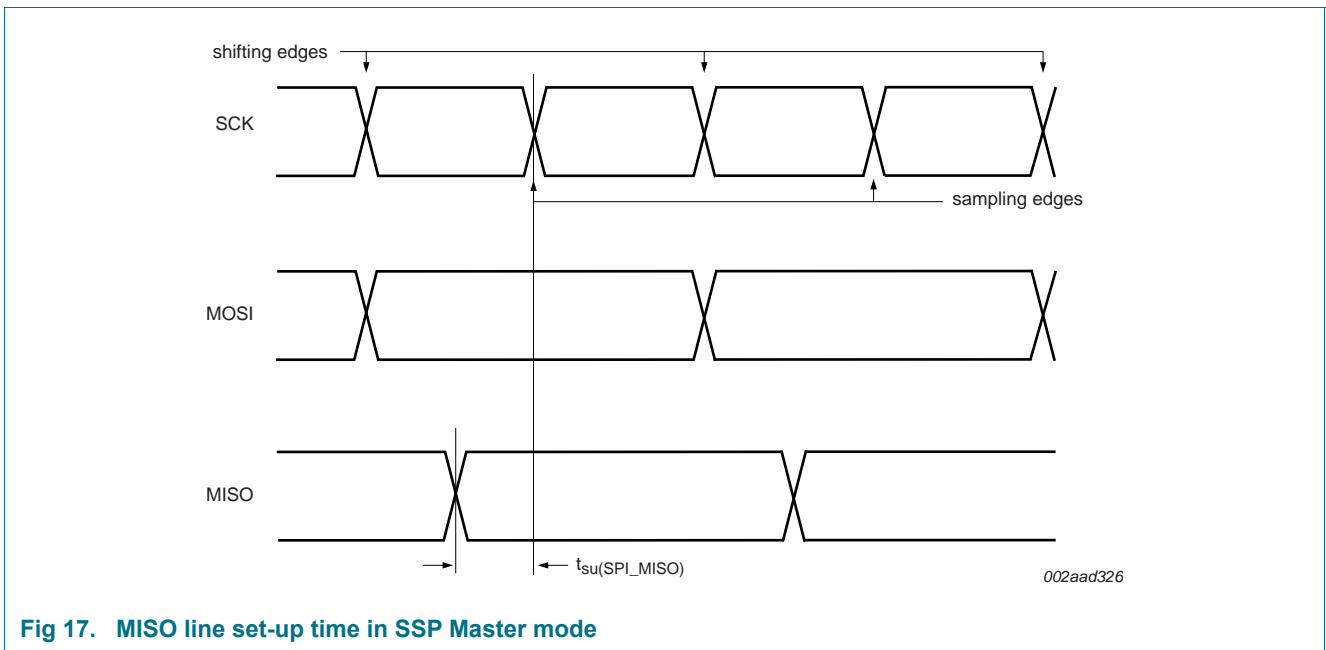 shifting edges
SCK
sampling edges
MOSI
MISO
tsu(SPI_MISO)
002aad326
Fig 17. MISO line set-up time in SSP Master mode